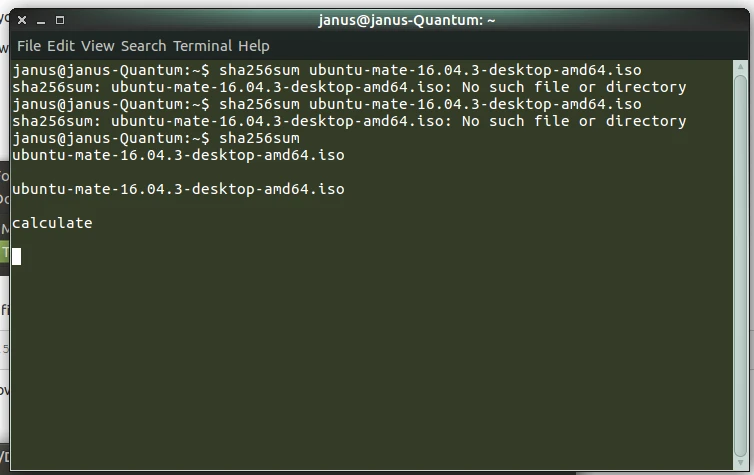 janus@janus-Quantum: ~
File Edit View Search Terminal Help
janus@janus-Quantum:~$ sha256sum ubuntu-mate-16.04.3-desktop-amd64.iso
sha256sum: ubuntu-mate-16.04.3-desktop-amd64.iso: No such file or directory
janus@janus-Quantum:~$ sha256sum ubuntu-mate-16.04.3-desktop-amd64.iso
sha256sum: ubuntu-mate-16.04.3-desktop-amd64.iso: No such file or directory
janus@janus-Quantum:~$ sha256sum
ubuntu-mate-16.04.3-desktop-amd64.iso
ubuntu-mate-16.04.3-desktop-amd64.iso
calculate